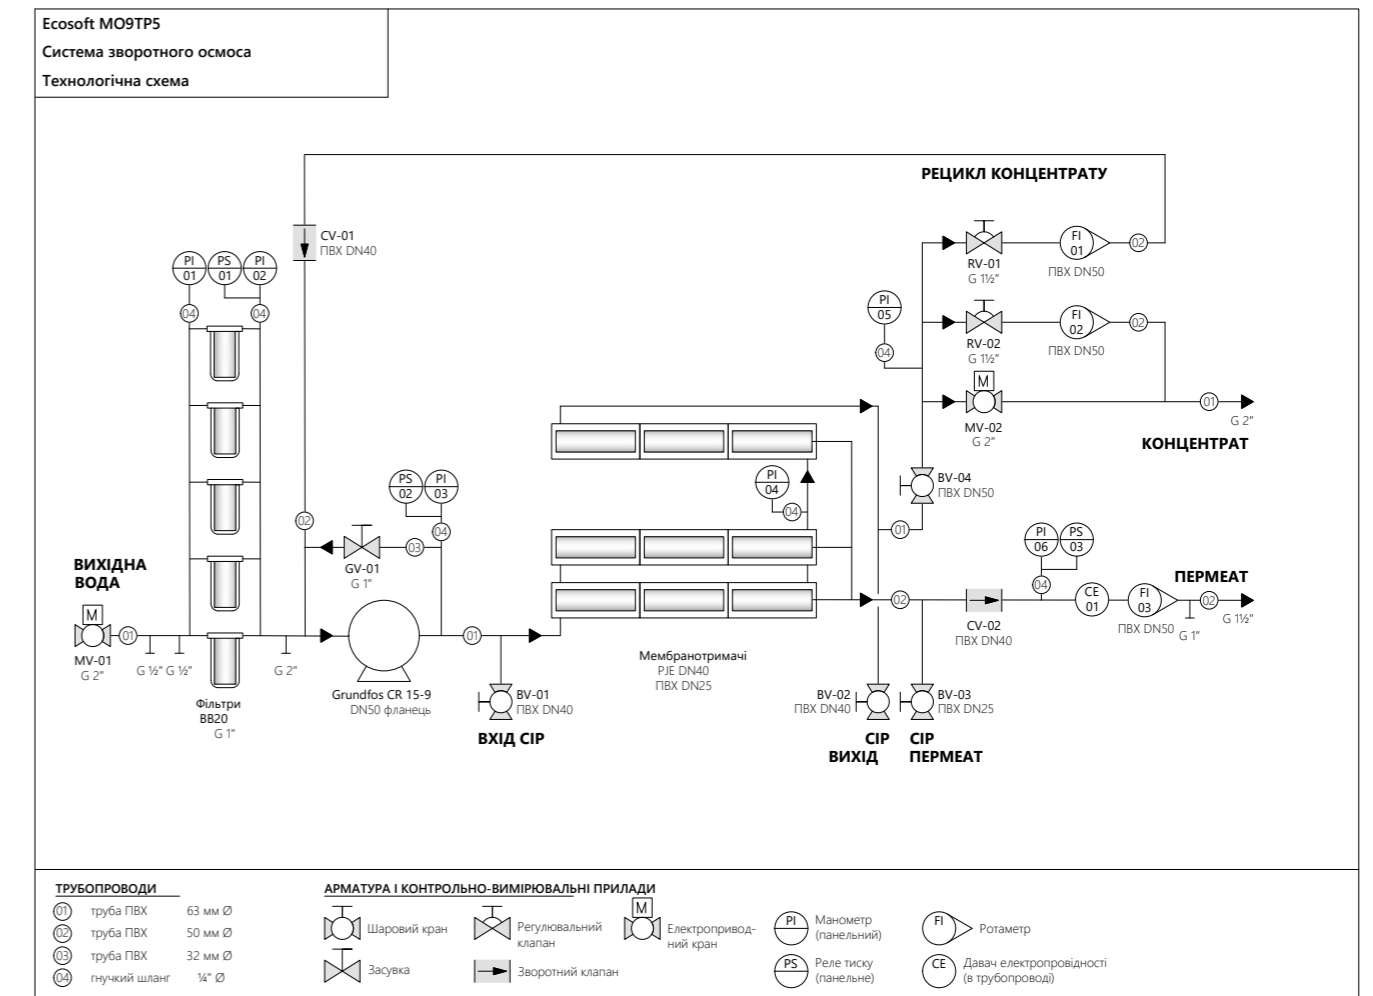 Ecosoft MO9TP5
Система зворотного осмоса
Технологічна схема
РЕЦИКЛ КОНЦЕНТРАТУ
CV-01
ПВХ DN40
PI
01
PS
01
PI
02
04
04
FI
01
02
RV-01
G 1½"
ПВХ DN50
PI
05
04
FI
02
02
RV-02
G 1½"
ПВХ DN50
M
MV-02
G 2"
01
G 2"
КОНЦЕНТРАТ
BV-04
ПВХ DN50
01
PS
02
PI
03
04
PI
04
04
02
03
GV-01
G 1"
ВИХІДНА
ВОДА
M
01
MV-01
G 2"
G ½"
G ½"
G 2"
Фільтри
BB20
G 1"
Grundfos CR 15-9
DN50 фланець
01
BV-01
ПВХ DN40
ВХІД CIP
Мембранотримачі
PJE DN40
ПВХ DN25
02
PI
06
PS
03
04
CE
01
FI
03
ПЕРМЕАТ
02
G 1½"
CV-02
ПВХ DN40
ПВХ DN50
G 1"
BV-02
ПВХ DN40
BV-03
ПВХ DN25
CIP
ВИХІД
CIP
ПЕРМЕАТ
ТРУБОПРОВОДИ
01 труба ПВХ 63 мм Ø
02 труба ПВХ 50 мм Ø
03 труба ПВХ 32 мм Ø
04 гнучкий шланг ¼" Ø
АРМАТУРА І КОНТРОЛЬНО-ВИМІРЮВАЛЬНІ ПРИЛАДИ
Шаровий кран
Засувка
Регулювальний
клапан
Зворотний клапан
M
Електропривод-
ний кран
PI
Манометр
(панельний)
PS
Реле тиску
(панельне)
FI
Ротаметр
CE
Давач електропровідності
(в трубопроводі)